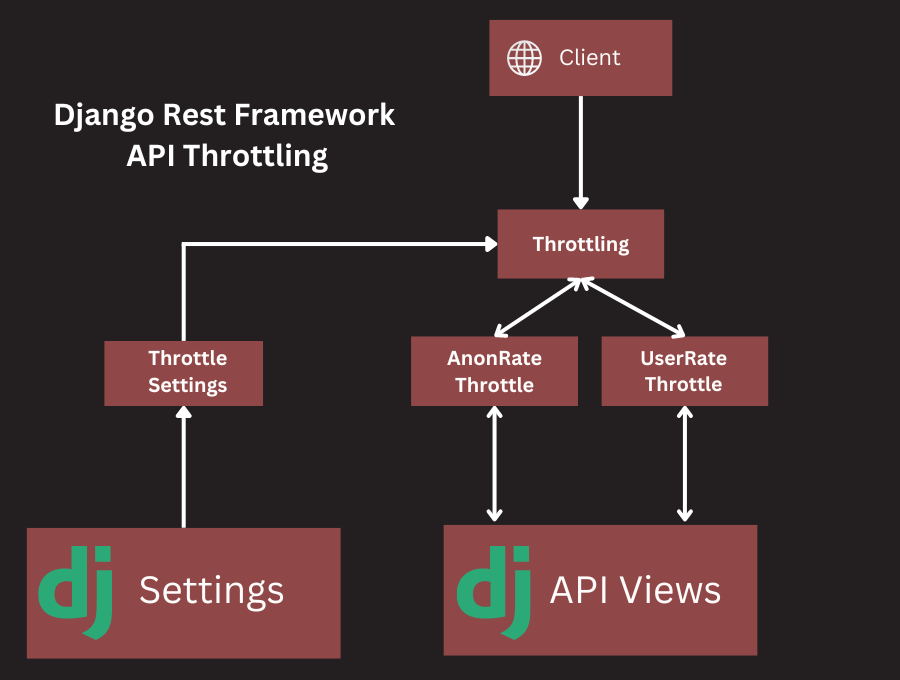 Client
Django Rest Framework
API Throttling
Throttling
Throttle
Settings
AnonRate
Throttle
UserRate
Throttle
dj Settings
dj API Views